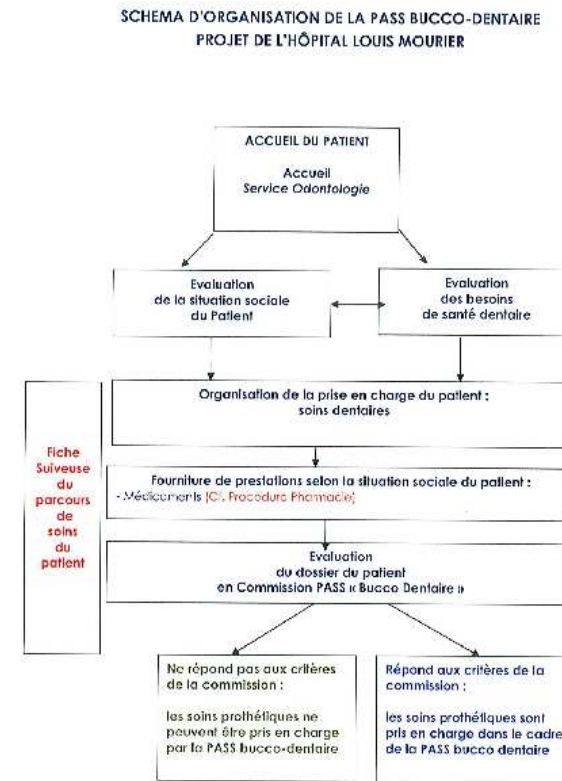 SCHEMA D'ORGANISATION DE LA PASS BUCCO-DENTAIRE
PROJET DE L'HÔPITAL LOUIS MOURIER
ACCUEIL DU PATIENT
Accueil
Service Odontologie
Evaluation
de la situation sociale
du Patient
Evaluation
des besoins
de santé dentaire
Organisation de la prise en charge du patient :
soins dentaires
Fiche
Suiveuse
du
parcours
de
soins
du
patient
Fourniture de prestations selon la situation sociale du patient :
- Médicaments (Cf. Procédure Pharmacie)
Evaluation
du dossier du patient
en Commission PASS « Bucco Dentaire »
Ne répond pas aux critères
de la commission :
les soins prothétiques ne
peuvent être pris en charge
par la PASS bucco-dentaire
Répond aux critères de la
commission :
les soins prothétiques sont
pris en charge dans le cadre
de la PASS bucco dentaire